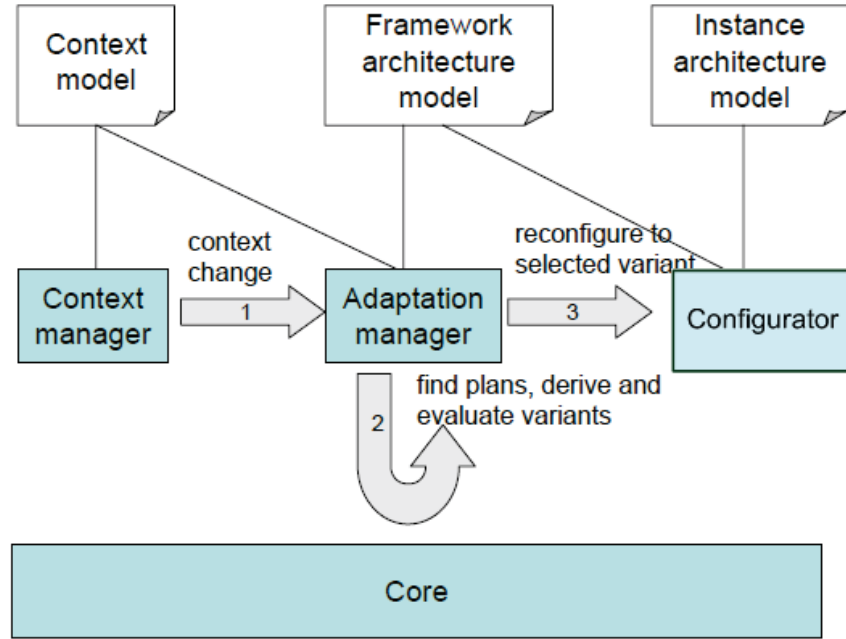 Context
model
Framework
architecture
model
Instance
architecture
model
context
change
reconfigure to
selected variant
Context
manager
1
Adaptation
manager
3
Configurator
find plans, derive and
evaluate variants
2
Core